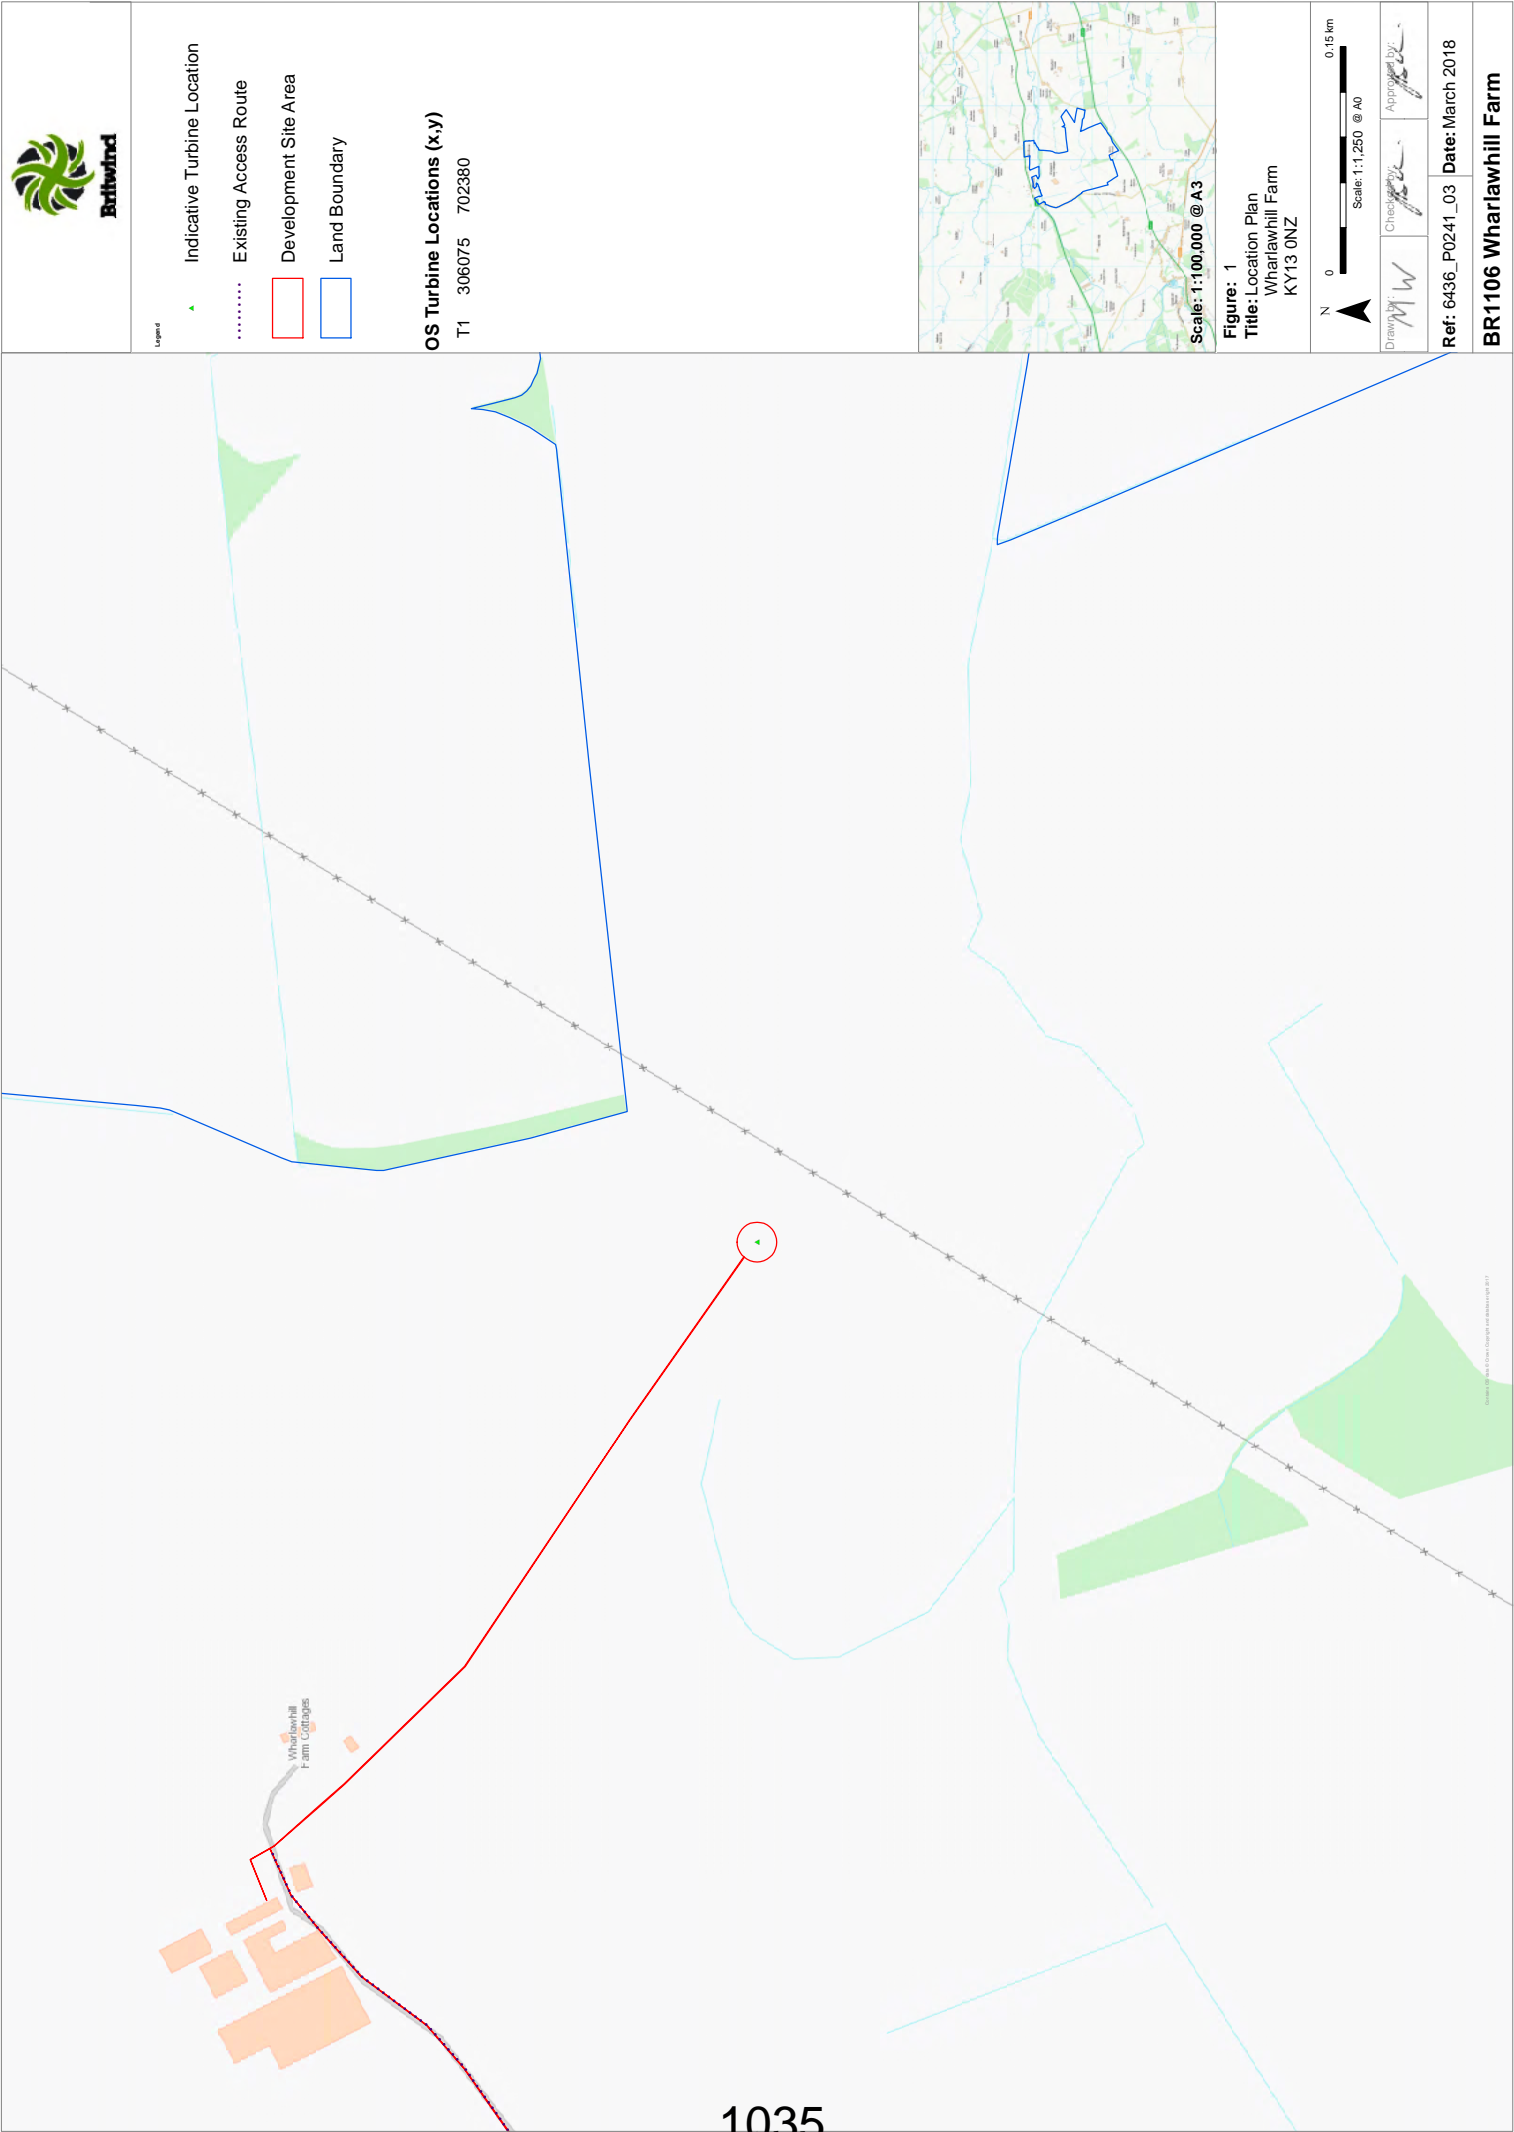 Britwind
Legend
Indicative Turbine Location
Existing Access Route
Development Site Area
Land Boundary
OS Turbine Locations (x,y)
T1 306075 702380
Scale: 1:100,000 @ A3
Figure: 1
Title: Location Plan
Wharlawhill Farm
KY13 0NZ
N
0 0.15 km
Scale: 1:1,250 @ A0
Drawn by: MW
Checked by:
Approved by:
Ref: 6436_P0241_03 Date: March 2018
BR1106 Wharlawhill Farm
Wharlawhill
Farm Cottages
1035